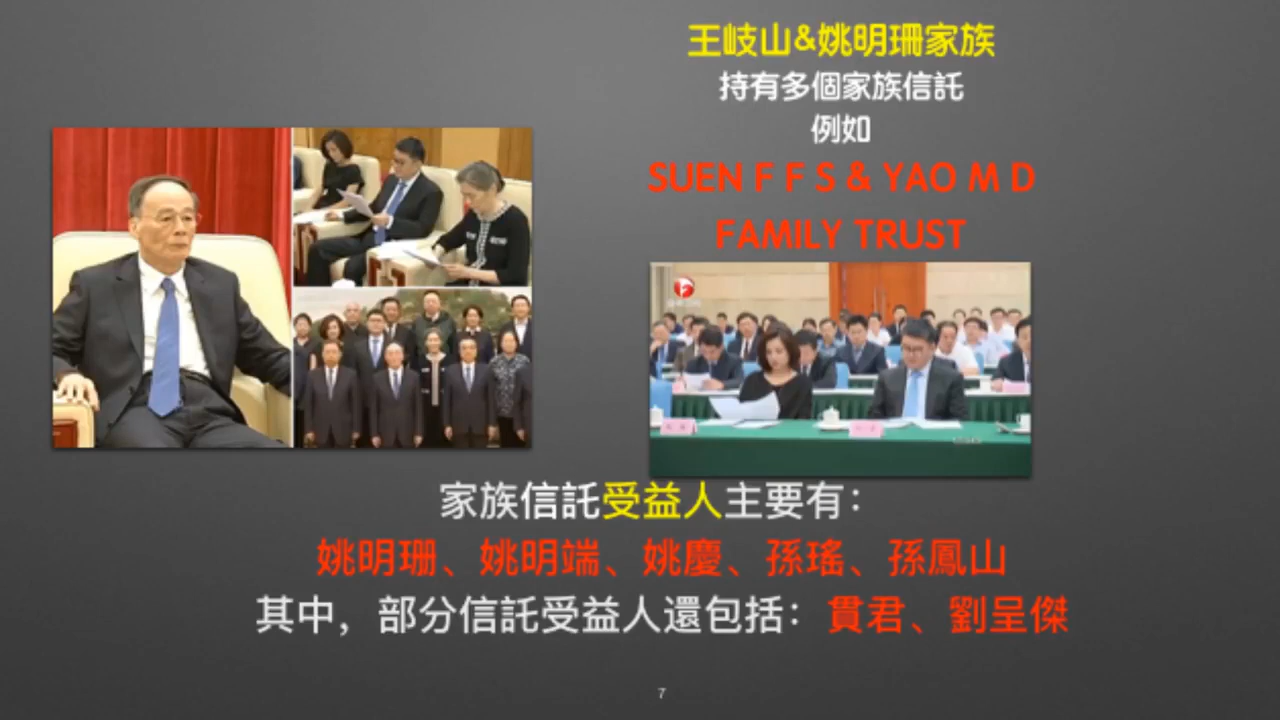 王岐山&姚明珊家族
持有多個家族信託
例如
SUEN F F S & YAO M D
FAMILY TRUST
家族信託受益人主要有：
姚明珊、姚明端、姚慶、孫瑤、孫鳳山
其中，部分信託受益人還包括：貫君、劉呈傑
7